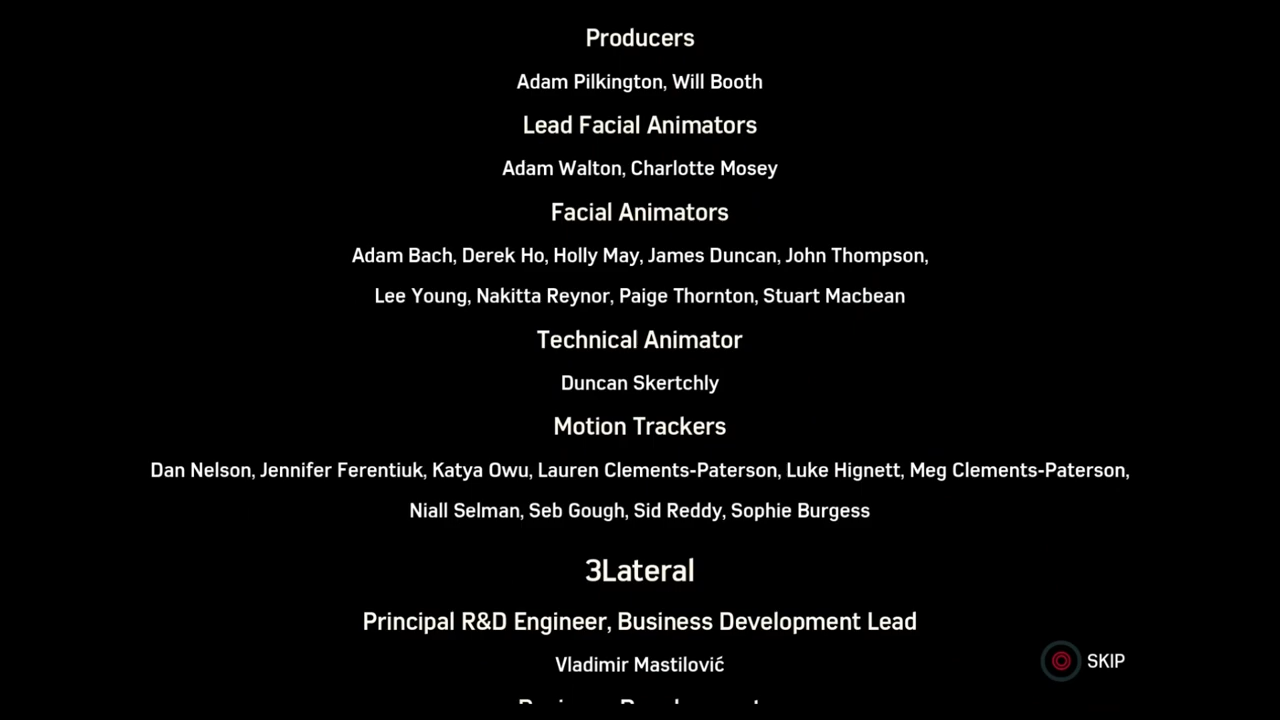 Producers
Adam Pilkington, Will Booth
Lead Facial Animators
Adam Walton, Charlotte Mosey
Facial Animators
Adam Bach, Derek Ho, Holly May, James Duncan, John Thompson,
Lee Young, Nakitta Reynor, Paige Thornton, Stuart Macbean
Technical Animator
Duncan Skertchly
Motion Trackers
Dan Nelson, Jennifer Ferentiuk, Katya Owu, Lauren Clements-Paterson, Luke Hignett, Meg Clements-Paterson,
Niall Selman, Seb Gough, Sid Reddy, Sophie Burgess
3Lateral
Principal R&D Engineer, Business Development Lead
Vladimir Mastilović
SKIP